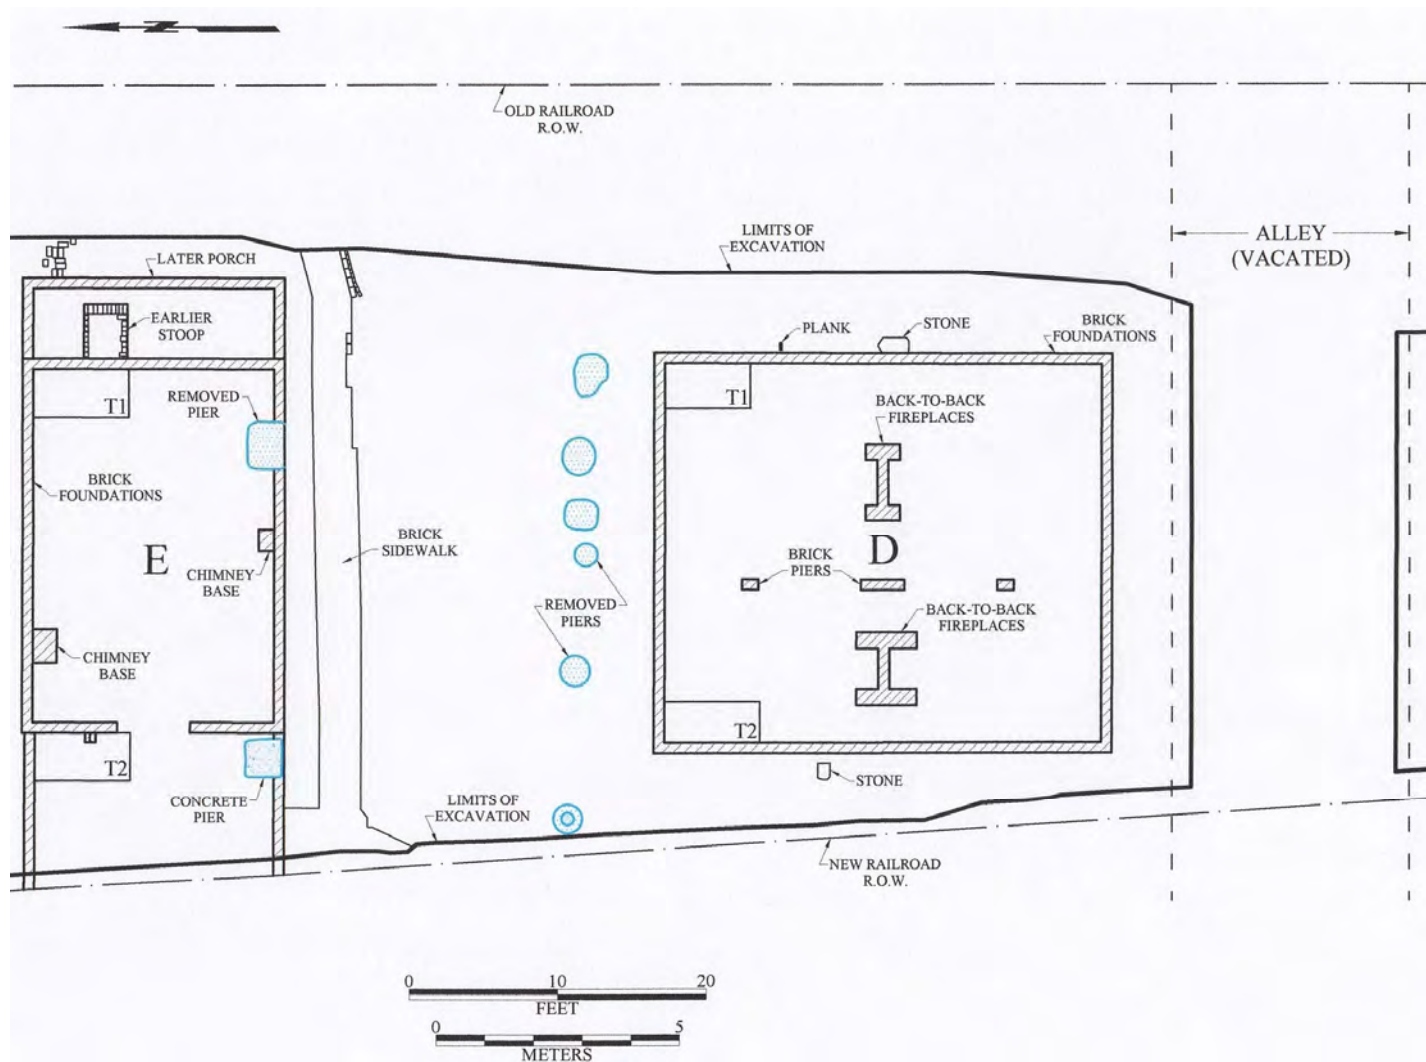 N
OLD RAILROAD
R.O.W.
LIMITS OF
EXCAVATION
ALLEY
(VACATED)
LATER PORCH
EARLIER
STOOP
PLANK
STONE
BRICK
FOUNDATIONS
T1
REMOVED
PIER
T1
BACK-TO-BACK
FIREPLACES
BRICK
FOUNDATIONS
BRICK
SIDEWALK
E
D
CHIMNEY
BASE
BRICK
PIERS
REMOVED
PIERS
BACK-TO-BACK
FIREPLACES
CHIMNEY
BASE
T2
T2
STONE
CONCRETE
PIER
LIMITS OF
EXCAVATION
NEW RAILROAD
R.O.W.
0 10 20
FEET
0 5
METERS